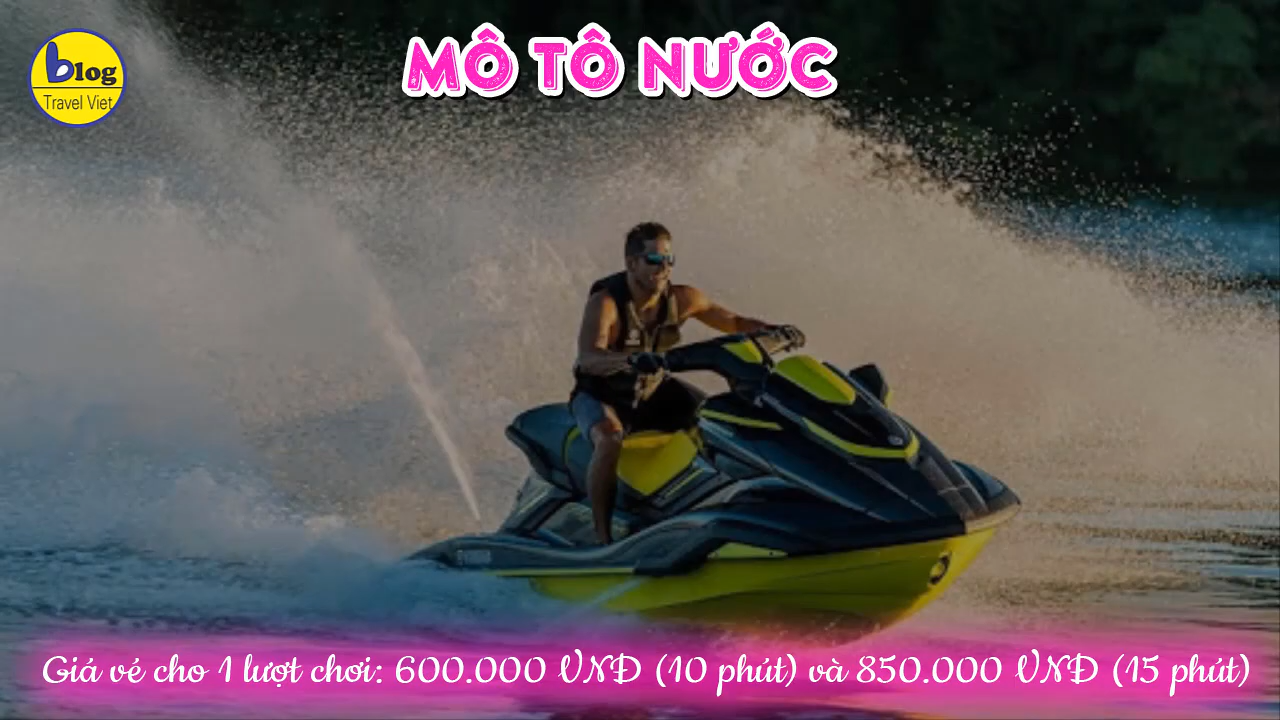 blog
Travel Viet
MÔ TÔ NƯỚC
Giá vé cho 1 lượt chơi: 600.000 VNĐ (10 phút) và 850.000 VNĐ (15 phút)